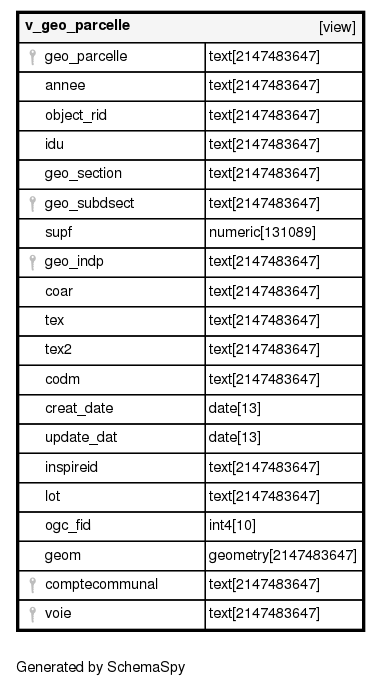 v_geo_parcelle [view]
geo_parcelle text[2147483647]
annee text[2147483647]
object_rid text[2147483647]
idu text[2147483647]
geo_section text[2147483647]
geo_subdsect text[2147483647]
supf numeric[131089]
geo_indp text[2147483647]
coar text[2147483647]
tex text[2147483647]
tex2 text[2147483647]
codm text[2147483647]
creat_date date[13]
update_dat date[13]
inspireid text[2147483647]
lot text[2147483647]
ogc_fid int4[10]
geom geometry[2147483647]
comptecommunal text[2147483647]
voie text[2147483647]
Generated by SchemaSpy